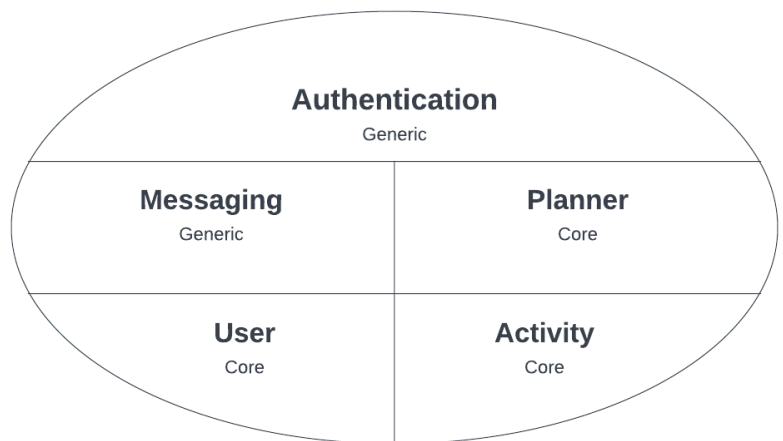 Authentication
Generic
Messaging
Generic
Planner
Core
User
Core
Activity
Core